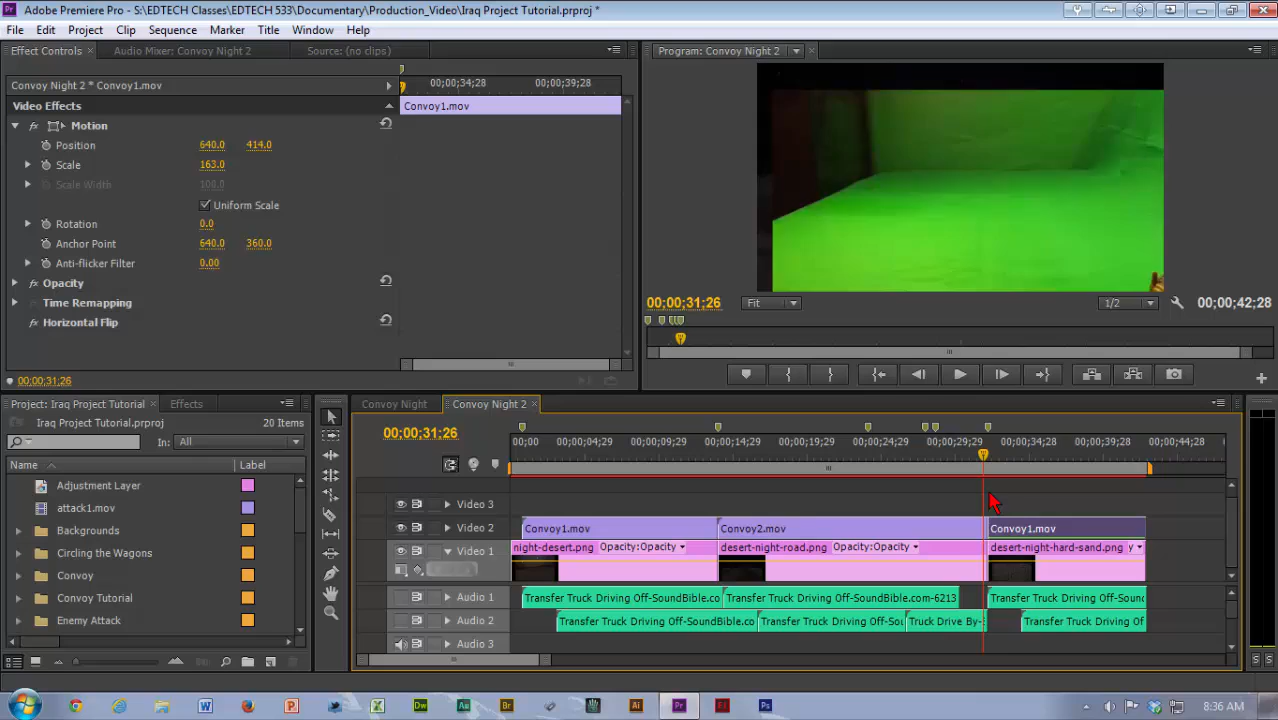 Adobe Premiere Pro - S:\EDTECH Classes\EDTECH 533\Documentary\Production_Video\Iraq Project Tutorial.prproj *
File Edit Project Clip Sequence Marker Title Window Help
Effect Controls Audio Mixer: Convoy Night 2 Source: (no clips)
Program: Convoy Night 2
Convoy Night 2 * Convoy1.mov
00;00;34;28 00;00;39;28
Video Effects
Convoy1.mov
Motion
Position 640.0 414.0
Scale 163.0
Scale Width 100.0
Uniform Scale
Rotation 0.0
Anchor Point 640.0 360.0
Anti-flicker Filter 0.00
Opacity
Time Remapping
Horizontal Flip
00;00;31;26
00;00;31;26 Fit 1/2 00;00;42;28
Project: Iraq Project Tutorial Effects
Iraq Project Tutorial.prproj 20 Items
In: All
Name Label
Adjustment Layer
attack1.mov
Backgrounds
Circling the Wagons
Convoy
Convoy Tutorial
Enemy Attack
Convoy Night Convoy Night 2
00;00;31;26
00;00 00;00;04;29 00;00;09;29 00;00;14;29 00;00;19;29 00;00;24;29 00;00;29;29 00;00;34;28 00;00;39;28 00;00;44;28
Video 3
Video 2 Convoy1.mov Convoy2.mov Convoy1.mov
Video 1 night-desert.png Opacity:Opacity desert-night-road.png Opacity:Opacity desert-night-hard-sand.png y
Audio 1 Transfer Truck Driving Off-SoundBible.co Transfer Truck Driving Off-SoundBible.com-6213 Transfer Truck Driving Off-Sound
Audio 2 Transfer Truck Driving Off-SoundBible.co Transfer Truck Driving Off-Sou Truck Drive By- Transfer Truck Driving Of
Audio 3
S S
Dw Au Br Ai Pr Fl Ps
8:36 AM